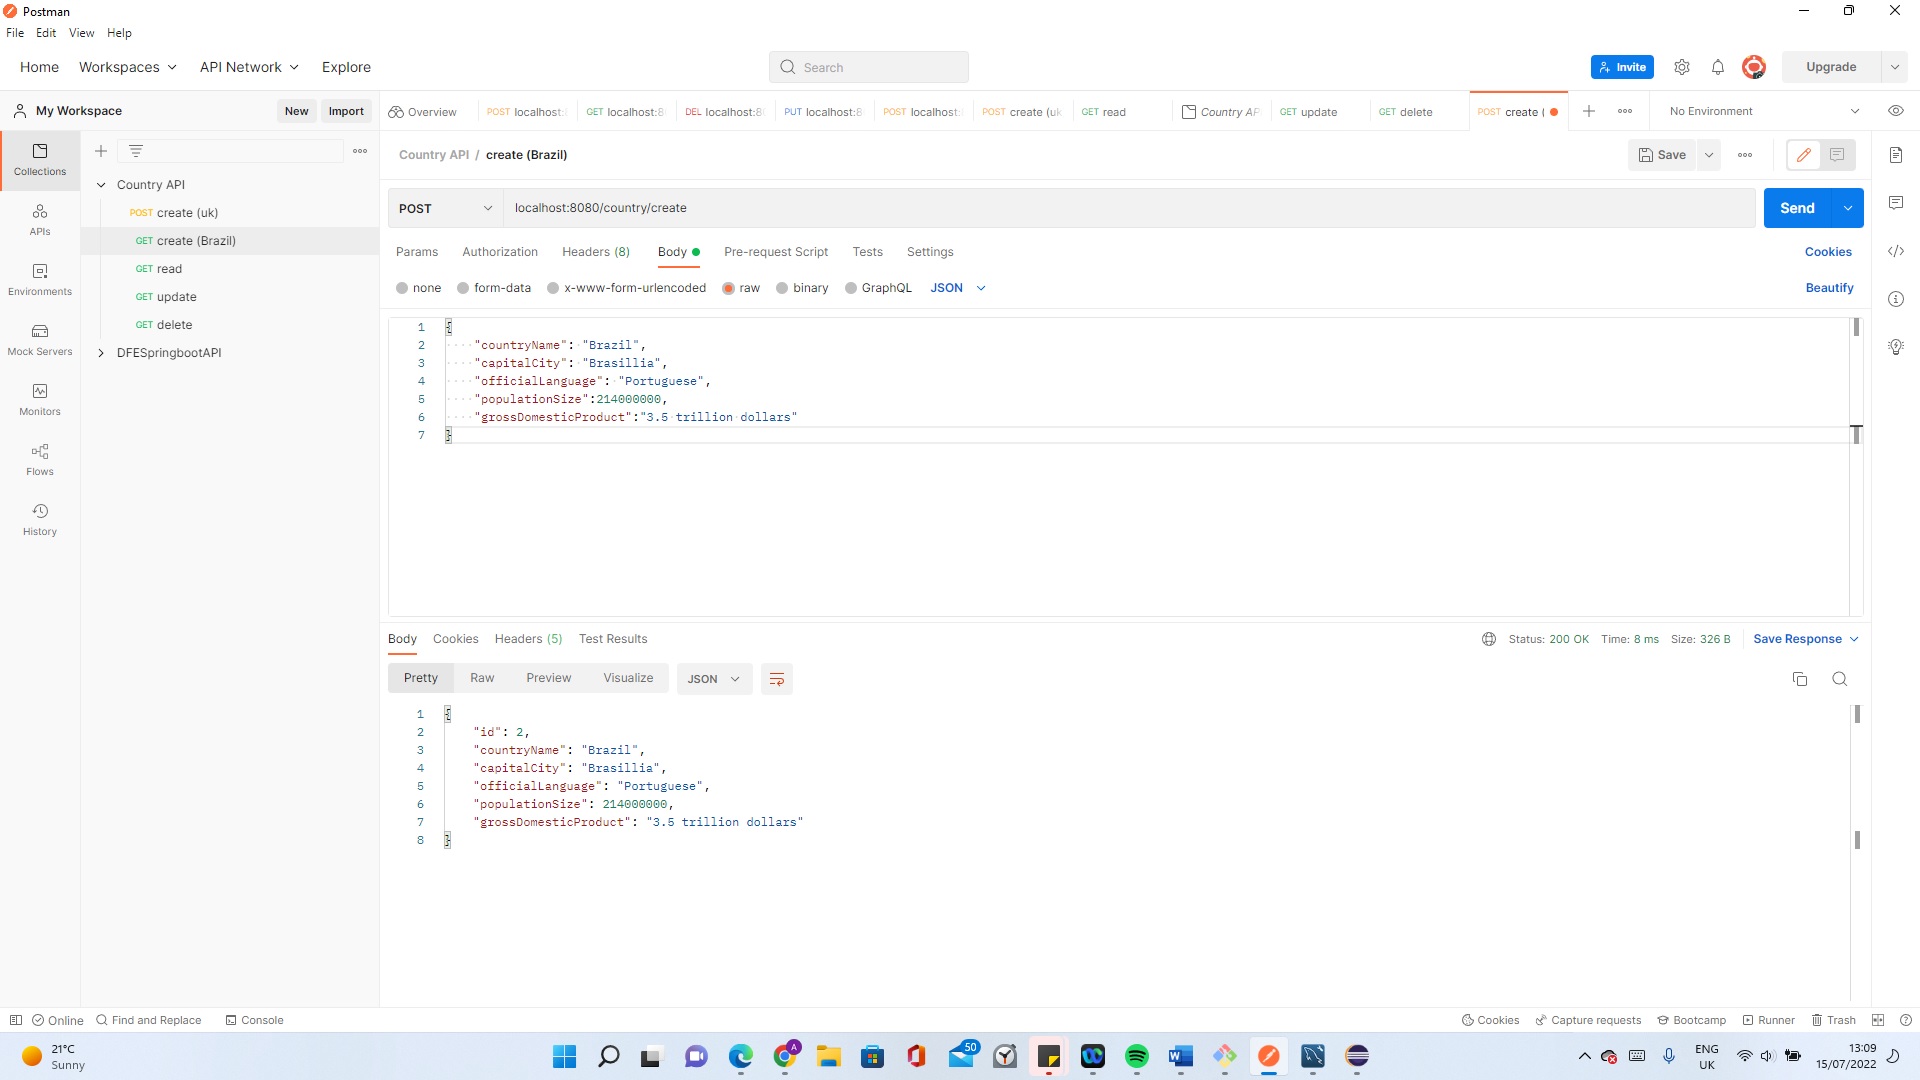 Postman
File Edit View Help
Home Workspaces API Network Explore
Search
Invite
Upgrade
My Workspace
New Import
Overview
POST localhost:
GET localhost:8
DEL localhost:8
PUT localhost:8
POST localhost:
POST create (uk
GET read
Country AP
GET update
GET delete
POST create (
No Environment
Collections
APIs
Environments
Mock Servers
Monitors
Flows
History
Country API
POST create (uk)
GET create (Brazil)
GET read
GET update
GET delete
DFESpringbootAPI
Country API / create (Brazil)
Save
POST localhost:8080/country/create
Send
Params Authorization Headers (8) Body Pre-request Script Tests Settings
Cookies
none form-data x-www-form-urlencoded raw binary GraphQL JSON
Beautify
1 {
2 "countryName": "Brazil",
3 "capitalCity": "Brasillia",
4 "officialLanguage": "Portuguese",
5 "populationSize":214000000,
6 "grossDomesticProduct":"3.5 trillion dollars"
7 }
Body Cookies Headers (5) Test Results
Status: 200 OK Time: 8 ms Size: 326 B Save Response
Pretty Raw Preview Visualize JSON
1 {
2 "id": 2,
3 "countryName": "Brazil",
4 "capitalCity": "Brasillia",
5 "officialLanguage": "Portuguese",
6 "populationSize": 214000000,
7 "grossDomesticProduct": "3.5 trillion dollars"
8 }
Online Find and Replace Console
Cookies Capture requests Bootcamp Runner Trash
21°C
Sunny
A
50
ENG
UK
13:09
15/07/2022